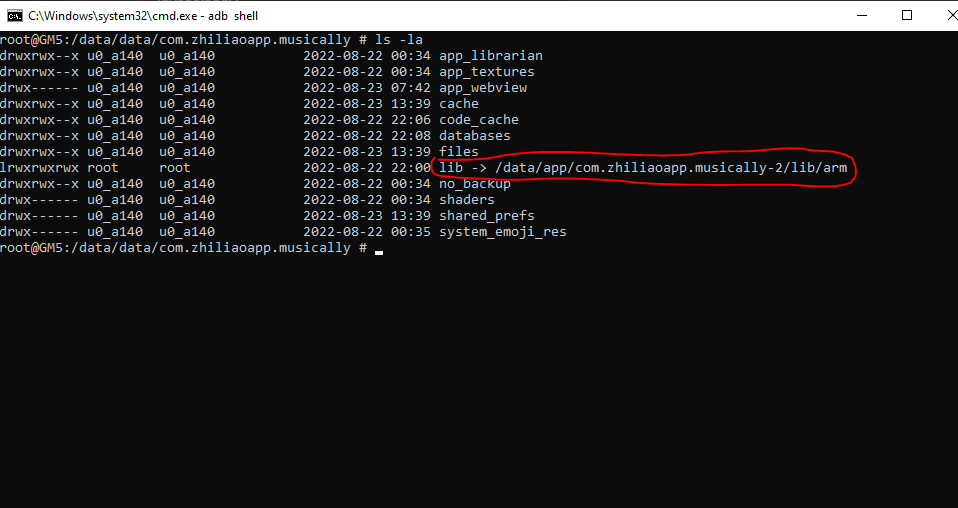 C:\Windows\system32\cmd.exe - adb shell
root@GM5:/data/data/com.zhiliaoapp.musically # ls -la
drwxrwx--x u0_a140  u0_a140           2022-08-22 00:34 app_librarian
drwxrwx--x u0_a140  u0_a140           2022-08-22 00:34 app_textures
drwx------ u0_a140  u0_a140           2022-08-23 07:42 app_webview
drwxrwx--x u0_a140  u0_a140           2022-08-23 13:39 cache
drwxrwx--x u0_a140  u0_a140           2022-08-22 22:06 code_cache
drwxrwx--x u0_a140  u0_a140           2022-08-22 22:08 databases
drwxrwx--x u0_a140  u0_a140           2022-08-23 13:39 files
lrwxrwxrwx root     root              2022-08-22 22:00 lib -> /data/app/com.zhiliaoapp.musically-2/lib/arm
drwxrwx--x u0_a140  u0_a140           2022-08-22 00:34 no_backup
drwx------ u0_a140  u0_a140           2022-08-22 00:34 shaders
drwxrwx--x u0_a140  u0_a140           2022-08-23 13:39 shared_prefs
drwx------ u0_a140  u0_a140           2022-08-22 00:35 system_emoji_res
root@GM5:/data/data/com.zhiliaoapp.musically #